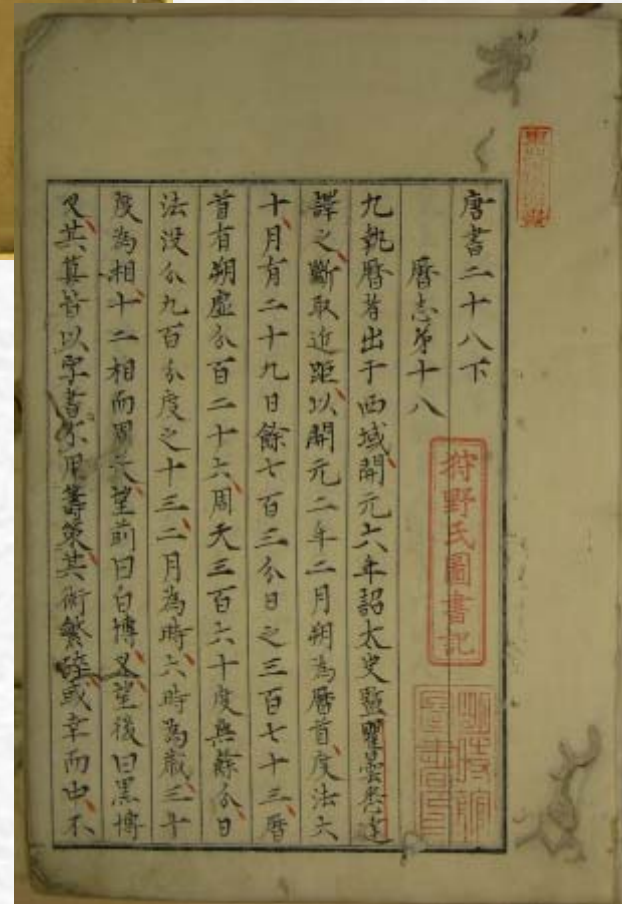 唐書二十八下
曆志第十八
九執曆者出于西域開元六年詔太史監瞿曇悉達
譯之斷取近距以開元二年二月朔為曆首度法六
十月有二十九日餘七百三分日之三百七十三曆
首有朔虛分百二十六周天三百六十度無餘分日
法没分九百分度之十三二月為時六時為歳三十
度為相十二相而周天望前曰白博叉望後曰黒博
叉其算皆以字書不用籌策其術繁碎或幸而中不
狩野氏圖書記